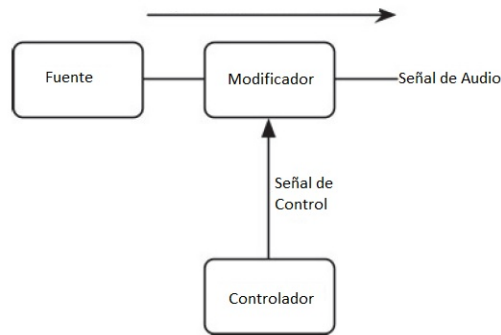 Fuente
Modificador
Señal de Audio
Señal de
Control
Controlador